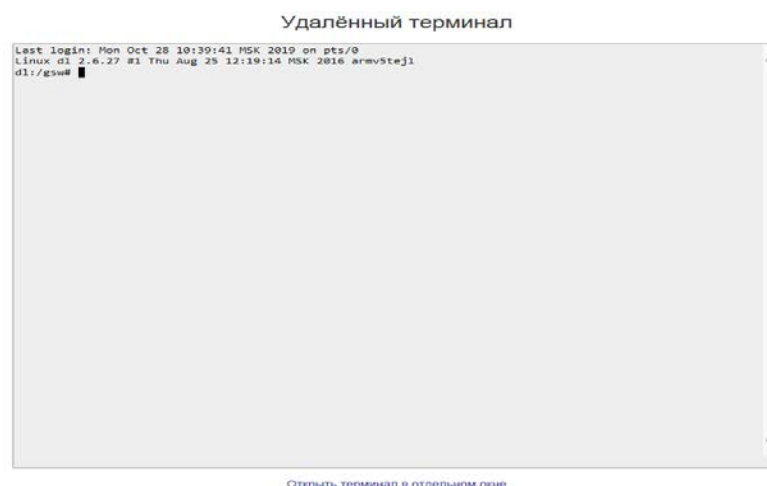 Удалённый терминал
Last login: Mon Oct 28 10:39:41 MSK 2019 on pts/0
Linux dl 2.6.27 #1 Thu Aug 25 12:19:14 MSK 2016 armv5tejl
dl:/gsw#
Открыть терминал в отдельном окне